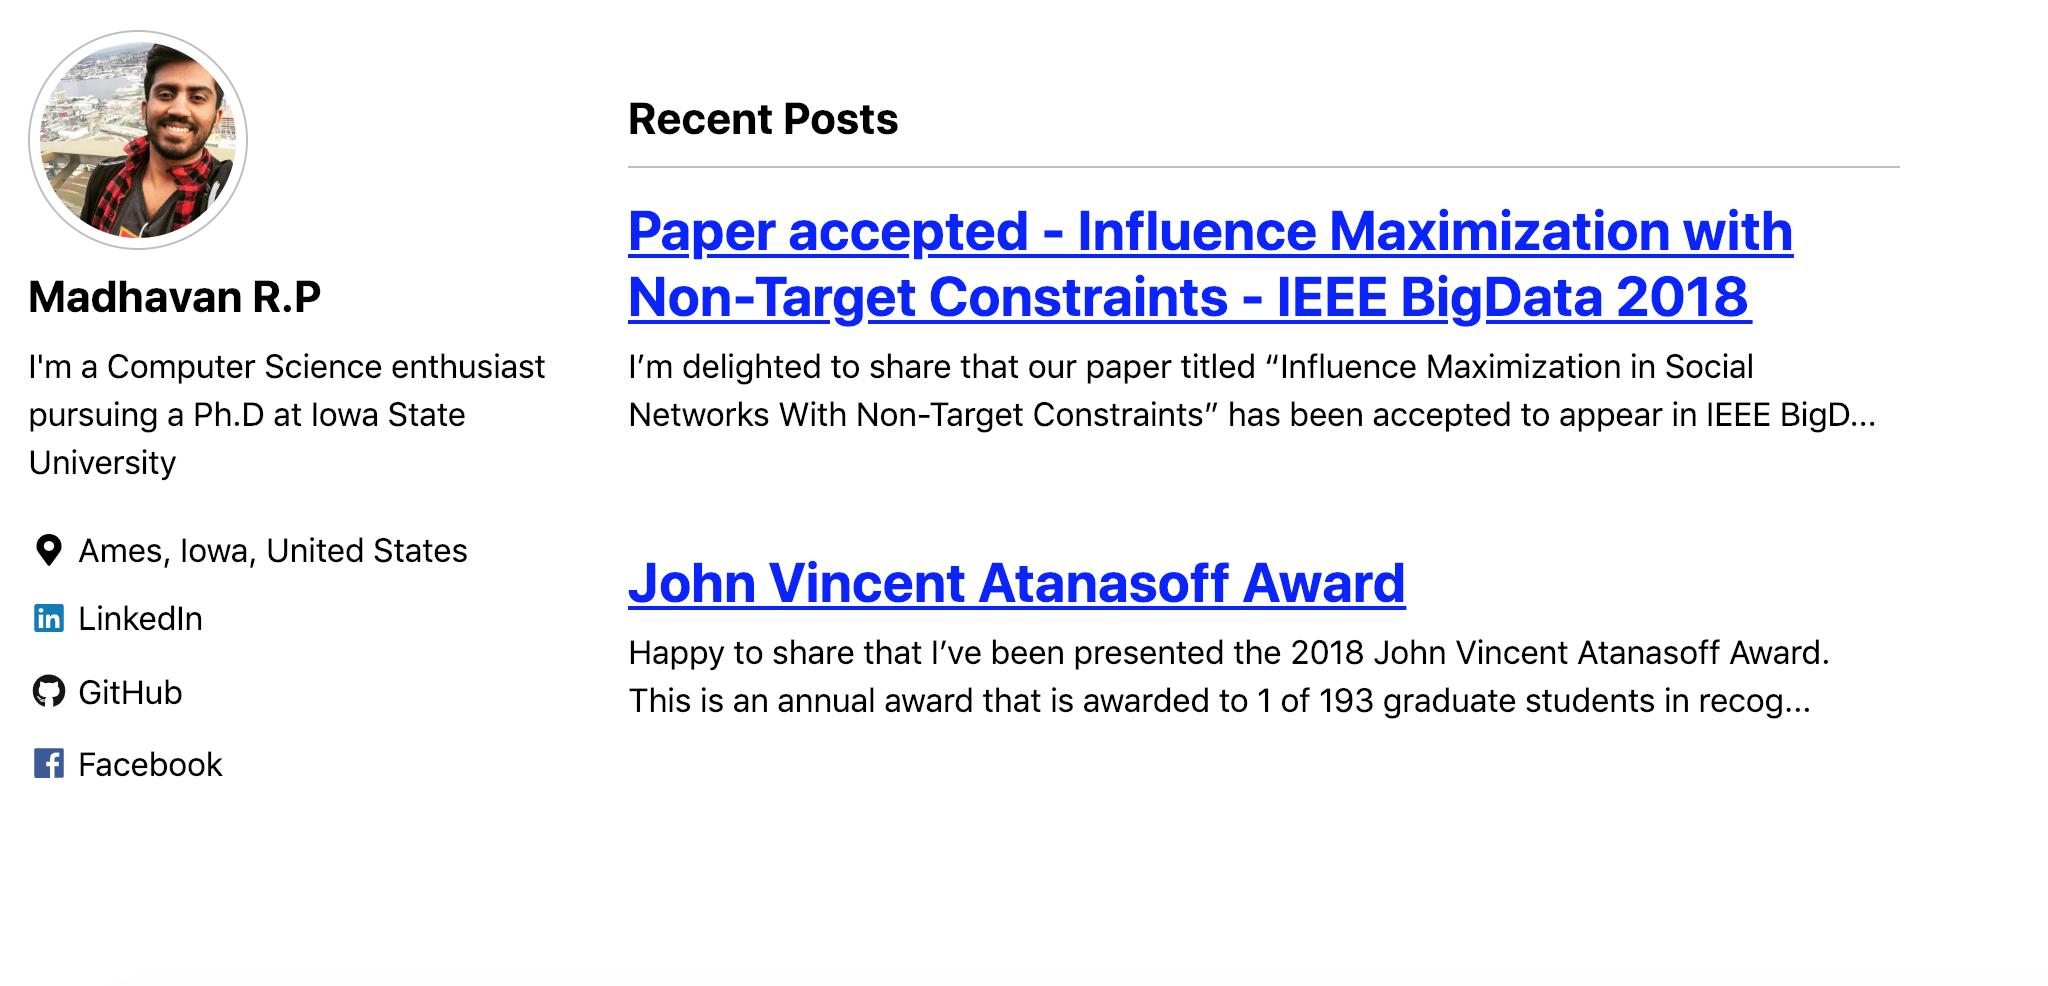 Madhavan R.P
I'm a Computer Science enthusiast
pursuing a Ph.D at Iowa State
University
Ames, Iowa, United States
LinkedIn
GitHub
Facebook
Recent Posts
Paper accepted - Influence Maximization with
Non-Target Constraints - IEEE BigData 2018
I’m delighted to share that our paper titled “Influence Maximization in Social
Networks With Non-Target Constraints” has been accepted to appear in IEEE BigD...
John Vincent Atanasoff Award
Happy to share that I’ve been presented the 2018 John Vincent Atanasoff Award.
This is an annual award that is awarded to 1 of 193 graduate students in recog...